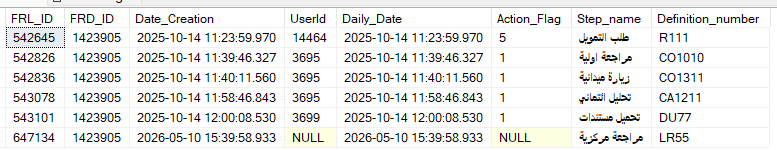 FRL_ID FRD_ID Date_Creation UserId Daily_Date Action_Flag Step_name Definition_number
542645 1423905 2025-10-14 11:23:59.970 14464 2025-10-14 11:23:59.970 5 طلب التمويل R111
542826 1423905 2025-10-14 11:39:46.327 3695 2025-10-14 11:39:46.327 1 مراجعة اولية CO1010
542836 1423905 2025-10-14 11:40:11.560 3695 2025-10-14 11:40:11.560 1 زيارة ميدانية CO1311
543078 1423905 2025-10-14 11:58:46.843 3695 2025-10-14 11:58:46.843 1 تحليل ائتماني CA1211
543101 1423905 2025-10-14 12:00:08.530 3699 2025-10-14 12:00:08.530 1 تحميل مستندات DU77
647134 1423905 2026-05-10 15:39:58.933 NULL 2026-05-10 15:39:58.933 NULL مراجعة مركزية LR55